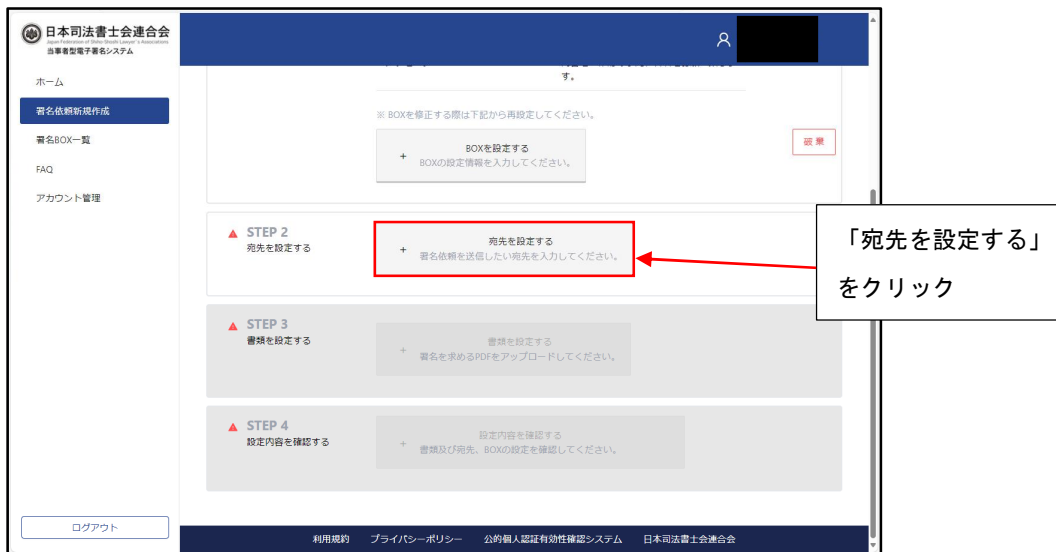 日本司法書士会連合会
Japan Federation of Shiho-Shoshi Lawyer's Associations
当事者型電子署名システム
ホーム
署名依頼新規作成
署名BOX一覧
FAQ
アカウント管理
ログアウト
す。
※ BOXを修正する際は下記から再設定してください。
+ BOXを設定する
BOXの設定情報を入力してください。
破棄
STEP 2
宛先を設定する
+ 宛先を設定する
署名依頼を送信したい宛先を入力してください。
「宛先を設定する」
をクリック
STEP 3
書類を設定する
+ 書類を設定する
署名を求めるPDFをアップロードしてください。
STEP 4
設定内容を確認する
+ 設定内容を確認する
書類及び宛先、BOXの設定を確認してください。
利用規約 プライバシーポリシー 公的個人認証有効性確認システム 日本司法書士会連合会